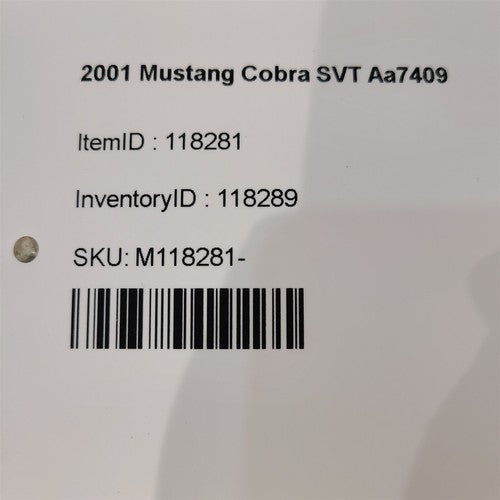 2001 Mustang Cobra SVT Aa7409
ItemID : 118281
InventoryID : 118289
SKU: M118281-